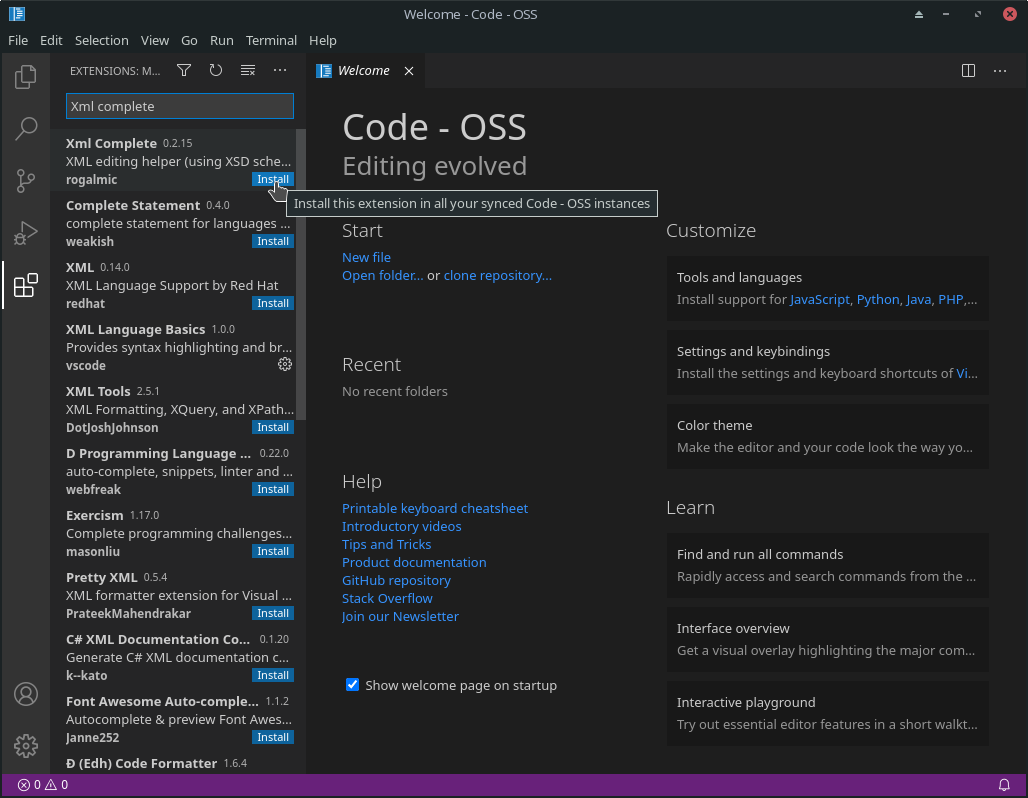 Welcome - Code - OSS
File Edit Selection View Go Run Terminal Help
EXTENSIONS: M...
Xml complete
Xml Complete 0.2.15
XML editing helper (using XSD sche...
rogalmic Install
Complete Statement 0.4.0
complete statement for languages ...
weakish Install
XML 0.14.0
XML Language Support by Red Hat
redhat Install
XML Language Basics 1.0.0
Provides syntax highlighting and br...
vscode
XML Tools 2.5.1
XML Formatting, XQuery, and XPath...
DotJoshJohnson Install
D Programming Language ... 0.22.0
auto-complete, snippets, linter and ...
webfreak Install
Exercism 1.17.0
Complete programming challenges...
masonliu Install
Pretty XML 0.5.4
XML formatter extension for Visual ...
PrateekMahendrakar Install
C# XML Documentation Co... 0.1.20
Generate C# XML documentation c...
k--kato Install
Font Awesome Auto-comple... 1.1.2
Autocomplete & preview Font Awes...
Janne252 Install
Đ (Edh) Code Formatter 1.6.4
Install this extension in all your synced Code - OSS instances
Welcome
Code - OSS
Editing evolved
Start
New file
Open folder... or clone repository...
Recent
No recent folders
Help
Printable keyboard cheatsheet
Introductory videos
Tips and Tricks
Product documentation
GitHub repository
Stack Overflow
Join our Newsletter
Show welcome page on startup
Customize
Tools and languages
Install support for JavaScript, Python, Java, PHP,...
Settings and keybindings
Install the settings and keyboard shortcuts of Vi...
Color theme
Make the editor and your code look the way yo...
Learn
Find and run all commands
Rapidly access and search commands from the ...
Interface overview
Get a visual overlay highlighting the major com...
Interactive playground
Try out essential editor features in a short walkt...
0 0